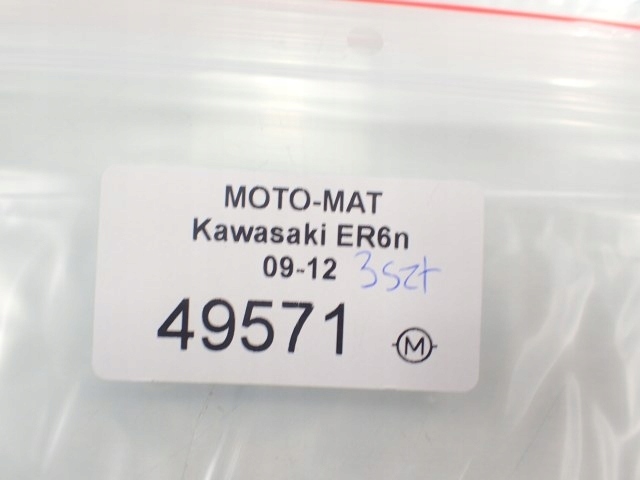 MOTO-MAT
Kawasaki ER6n
09-12 3szt
49571
M